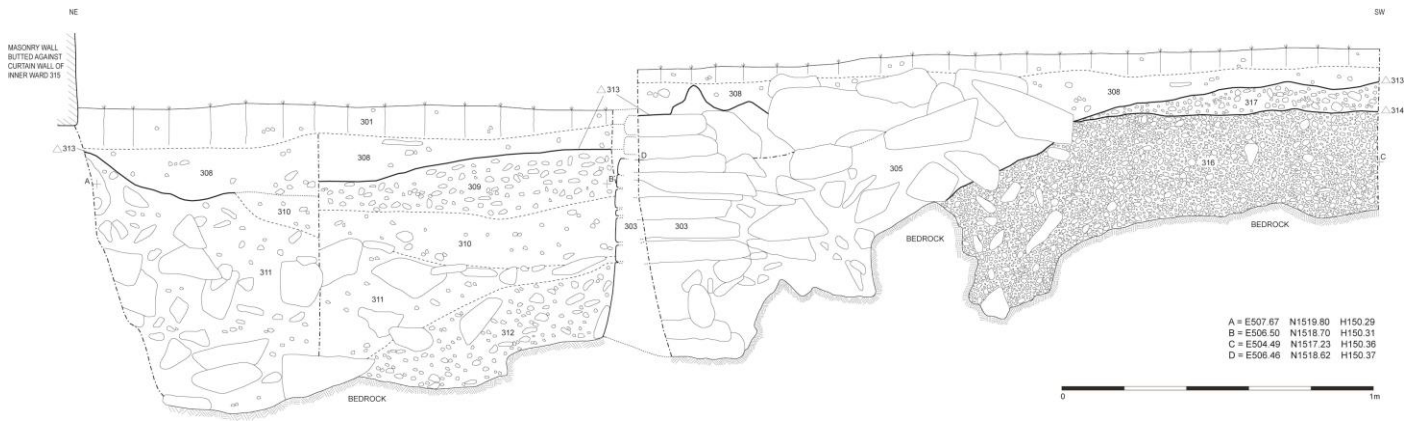 NE
SW
MASONRY WALL
BUTTED AGAINST
CURTAIN WALL OF
INNER WARD 315
313
301
308
308
313
308
308
313
317
314
309
D
B
A
305
316
C
310
310
303
303
311
311
312
BEDROCK
BEDROCK
BEDROCK
A = E507.67 N1519.80 H150.29
B = E506.50 N1518.70 H150.31
C = E504.49 N1517.23 H150.36
D = E506.46 N1518.62 H150.37
0
1m